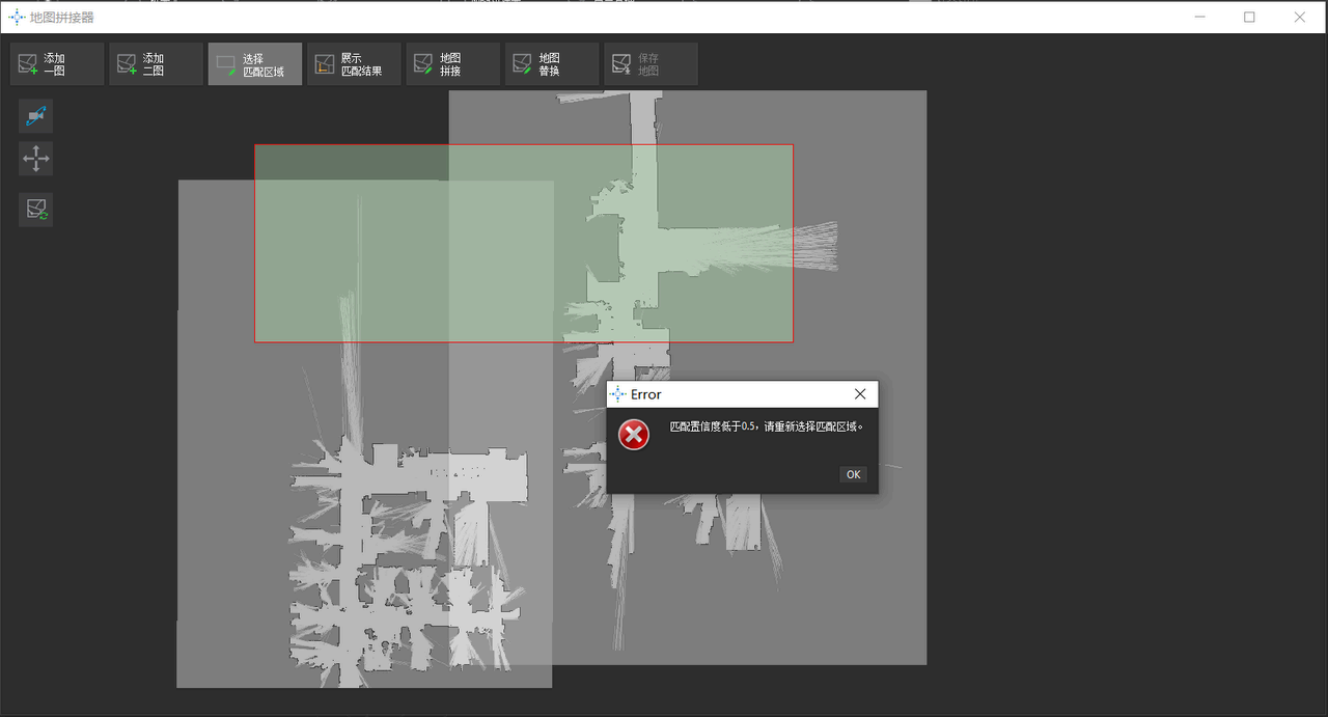 地图拼接器
添加
一图
添加
二图
选择
匹配区域
展示
匹配结果
地图
拼接
地图
替换
保存
地图
Error
匹配置信度低于0.5，请重新选择匹配区域。
OK